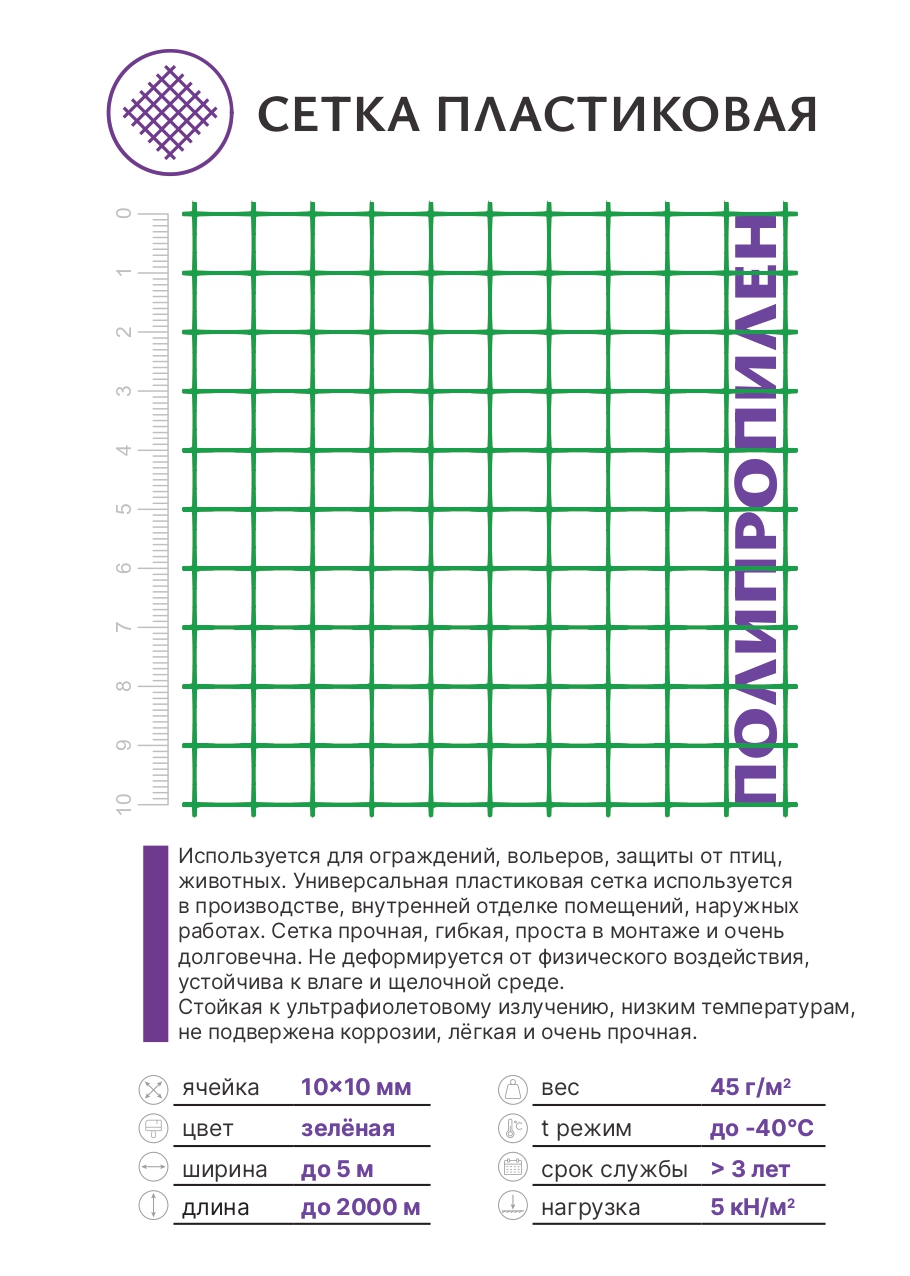 СЕТКА ПЛАСТИКОВАЯ
0
1
2
3
4
5
6
7
8
9
10
ПОЛИПРОПИЛЕН
Используется для ограждений, вольеров, защиты от птиц,
животных. Универсальная пластиковая сетка используется
в производстве, внутренней отделке помещений, наружных
работах. Сетка прочная, гибкая, проста в монтаже и очень
долговечна. Не деформируется от физического воздействия,
устойчива к влаге и щелочной среде.
Стойкая к ультрафиолетовому излучению, низким температурам,
не подвержена коррозии, лёгкая и очень прочная.
ячейка 10×10 мм
цвет зелёная
ширина до 5 м
длина до 2000 м
вес 45 г/м²
°C
t режим до -40°C
срок службы > 3 лет
нагрузка 5 кН/м²